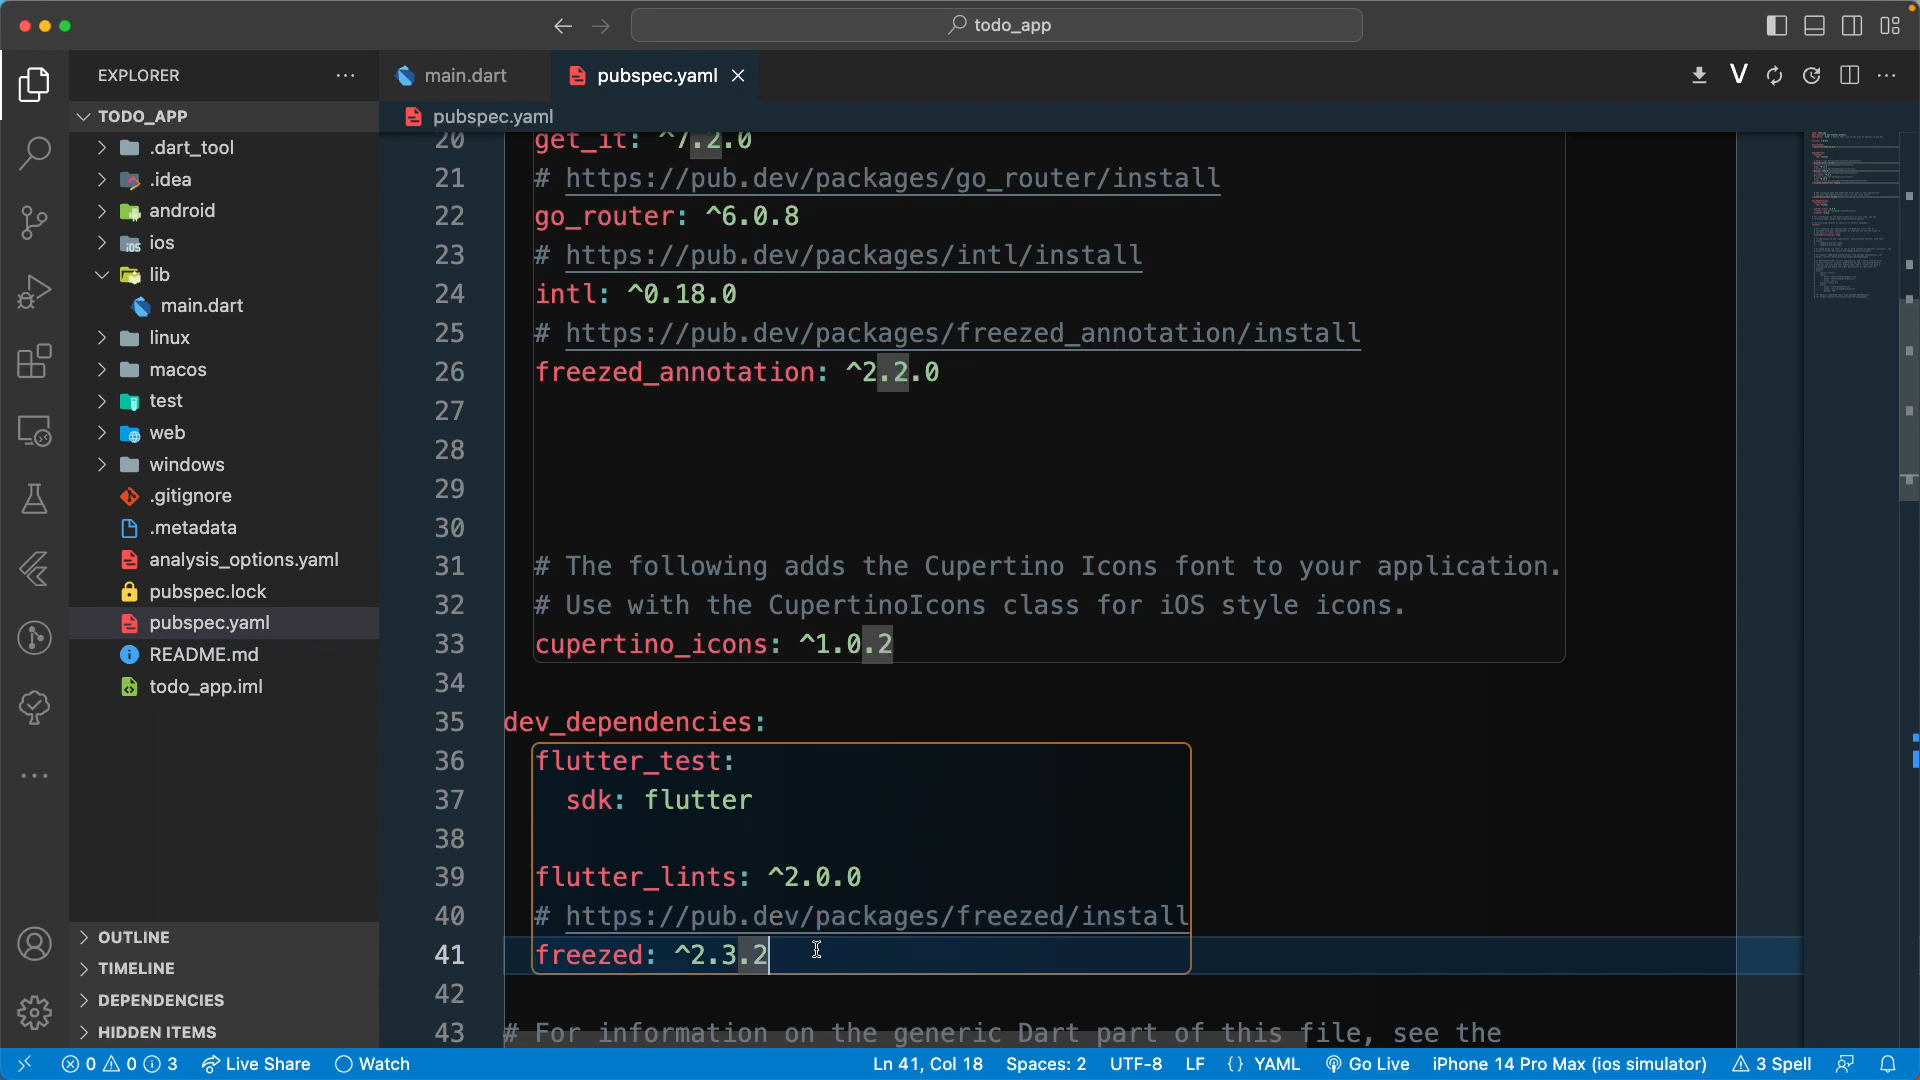 todo_app
EXPLORER
TODO_APP
.dart_tool
.idea
android
ios
lib
main.dart
linux
macos
test
web
windows
.gitignore
.metadata
analysis_options.yaml
pubspec.lock
pubspec.yaml
README.md
todo_app.iml
OUTLINE
TIMELINE
DEPENDENCIES
HIDDEN ITEMS
main.dart
pubspec.yaml
V
pubspec.yaml
20 get_it: ^7.2.0
21 # https://pub.dev/packages/go_router/install
22 go_router: ^6.0.8
23 # https://pub.dev/packages/intl/install
24 intl: ^0.18.0
25 # https://pub.dev/packages/freezed_annotation/install
26 freezed_annotation: ^2.2.0
27
28
29
30
31 # The following adds the Cupertino Icons font to your application.
32 # Use with the CupertinoIcons class for iOS style icons.
33 cupertino_icons: ^1.0.2
34
35 dev_dependencies:
36 flutter_test:
37 sdk: flutter
38
39 flutter_lints: ^2.0.0
40 # https://pub.dev/packages/freezed/install
41 freezed: ^2.3.2
42
43 # For information on the generic Dart part of this file, see the
0 0 3 Live Share Watch Ln 41, Col 18 Spaces: 2 UTF-8 LF {} YAML Go Live iPhone 14 Pro Max (ios simulator) 3 Spell